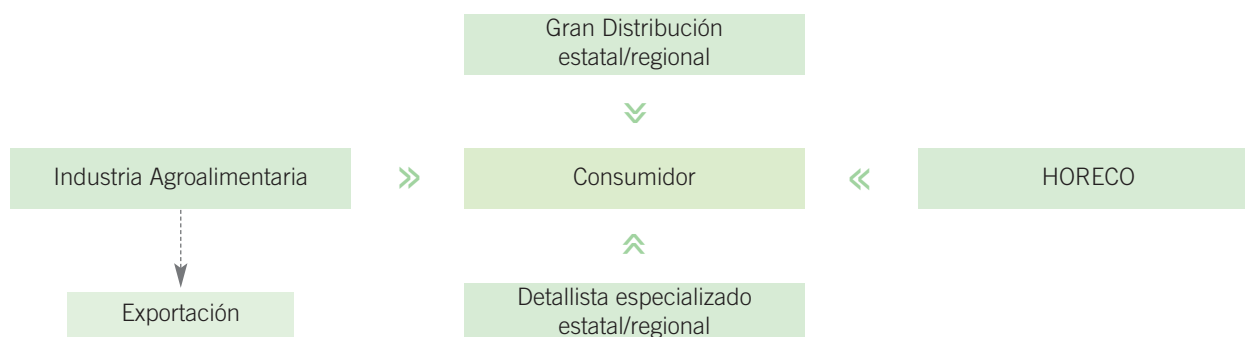 Gran Distribución
estatal/regional
Industria Agroalimentaria
Consumidor
HORECO
Exportación
Detallista especializado
estatal/regional